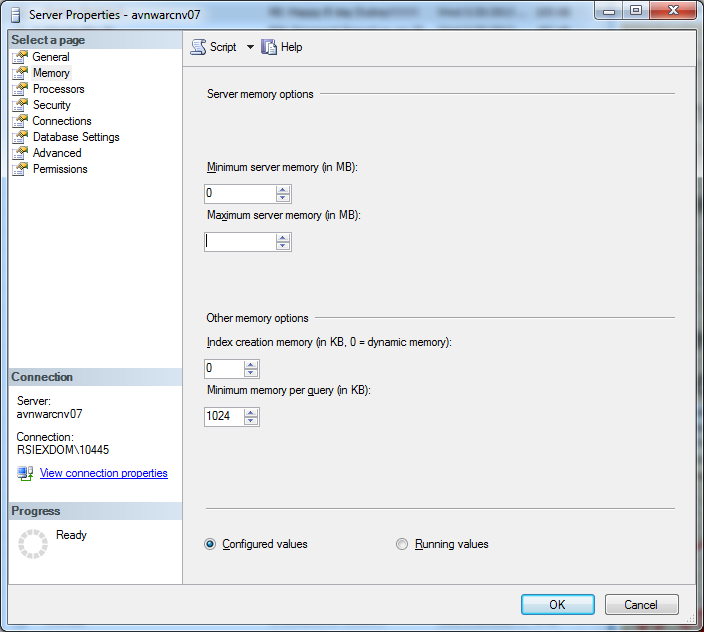 Server Properties - avnwarcnv07
Select a page
General
Memory
Processors
Security
Connections
Database Settings
Advanced
Permissions
Script
Help
Server memory options
Minimum server memory (in MB):
0
Maximum server memory (in MB):
Other memory options
Index creation memory (in KB, 0 = dynamic memory):
0
Minimum memory per query (in KB):
1024
Configured values
Running values
Connection
Server:
avnwarcnv07
Connection:
RSIEXDOM\10445
View connection properties
Progress
Ready
OK
Cancel